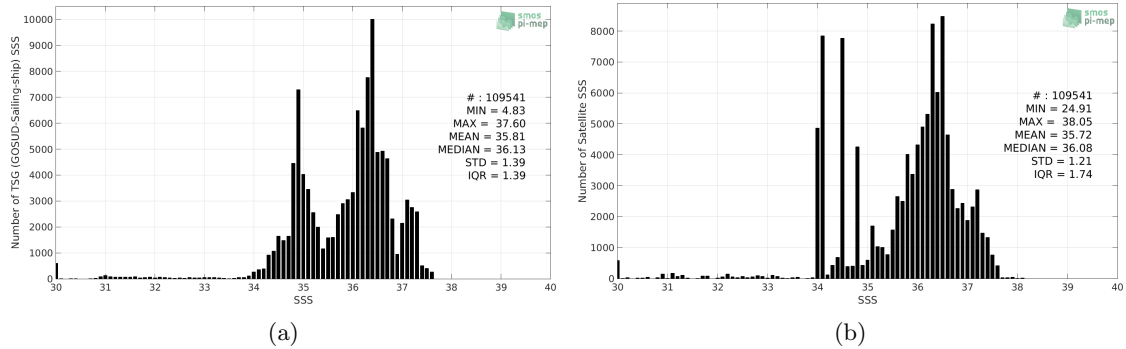 smos
pi-mep
Number of TSG (GOSUD-Sailing-ship) SSS
10000
9000
8000
7000
6000
5000
4000
3000
2000
1000
0
# : 109541
MIN = 4.83
MAX = 37.60
MEAN = 35.81
MEDIAN = 36.13
STD = 1.39
IQR = 1.39
30 31 32 33 34 35 36 37 38 39 40
SSS
(a)
smos
pi-mep
Number of Satellite SSS
8000
7000
6000
5000
4000
3000
2000
1000
0
# : 109541
MIN = 24.91
MAX = 38.05
MEAN = 35.72
MEDIAN = 36.08
STD = 1.21
IQR = 1.74
30 31 32 33 34 35 36 37 38 39 40
SSS
(b)